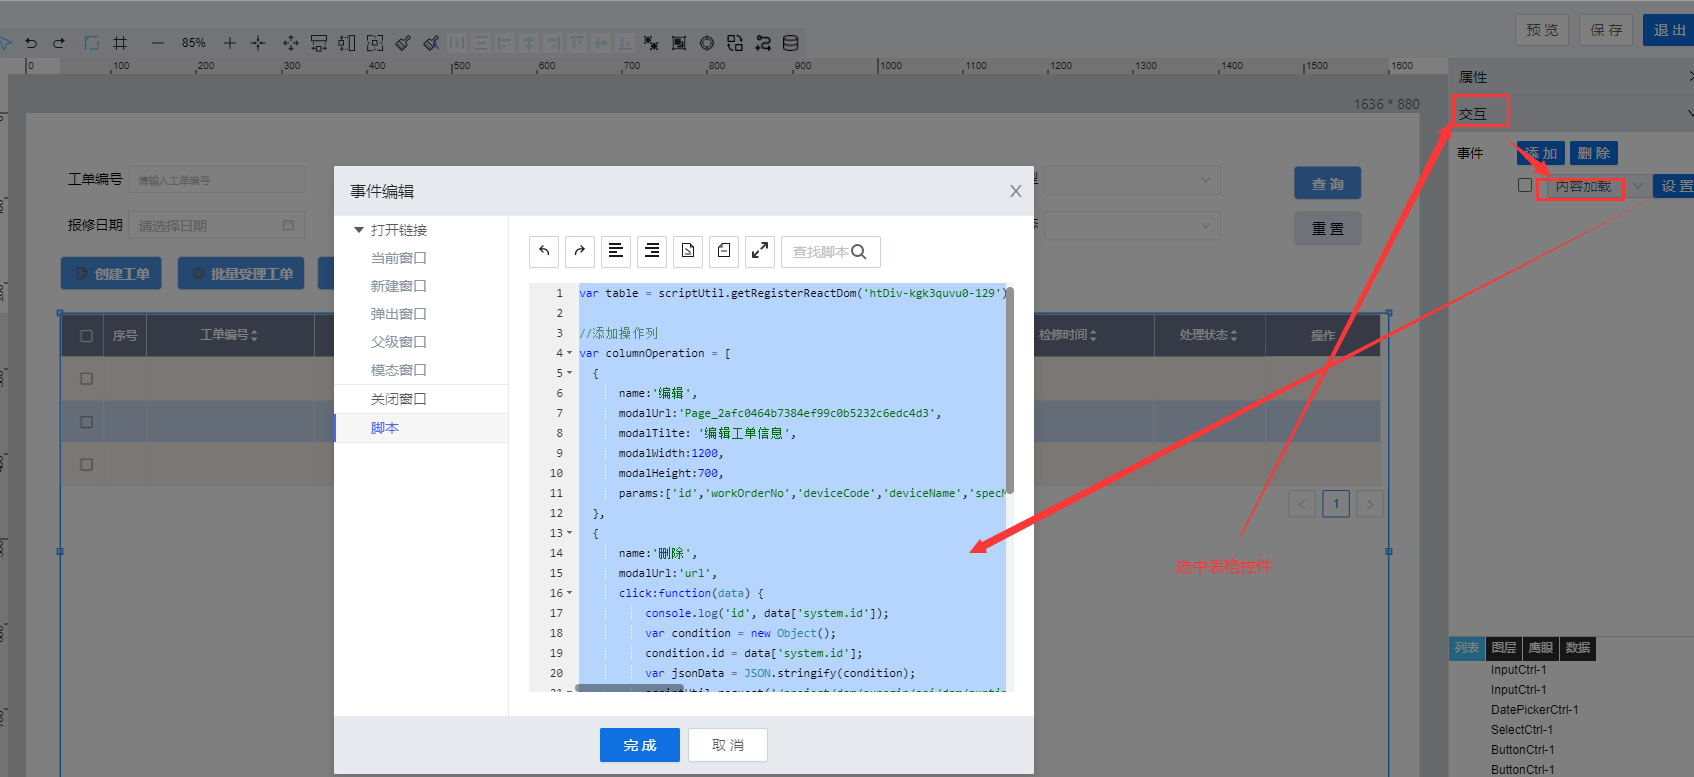 预 览
保 存
退 出
85%
0
100
200
300
400
500
600
700
800
900
1000
1100
1200
1300
1400
1500
1600
属性
1636 * 880
交互
事件
添 加
删 除
内容加载
设 置
工单编号
请输入工单编号
查 询
报修日期
请选择日期
重 置
创建工单
批量受理工单
序号
工单编号
检修时间
处理状态
操作
1
选中表格控件
事件编辑
打开链接
当前窗口
新建窗口
弹出窗口
父级窗口
模态窗口
关闭窗口
脚本
查找脚本
1 var table = scriptUtil.getRegisterReactDom('htDiv-kgk3quvu0-129')
2
3 //添加操作列
4 var columnOperation = [
5 {
6 name:'编辑',
7 modalUrl:'Page_2afc0464b7384ef99c0b5232c6edc4d3',
8 modalTilte: '编辑工单信息',
9 modalWidth:1200,
10 modalHeight:700,
11 params:['id','workOrderNo','deviceCode','deviceName','spec
12 },
13 {
14 name:'删除',
15 modalUrl:'url',
16 click:function(data) {
17 console.log('id', data['system.id']);
18 var condition = new Object();
19 condition.id = data['system.id'];
20 var jsonData = JSON.stringify(condition);
完 成
取 消
列表
图层
鹰眼
数据
InputCtrl-1
InputCtrl-1
DatePickerCtrl-1
SelectCtrl-1
ButtonCtrl-1
ButtonCtrl-1